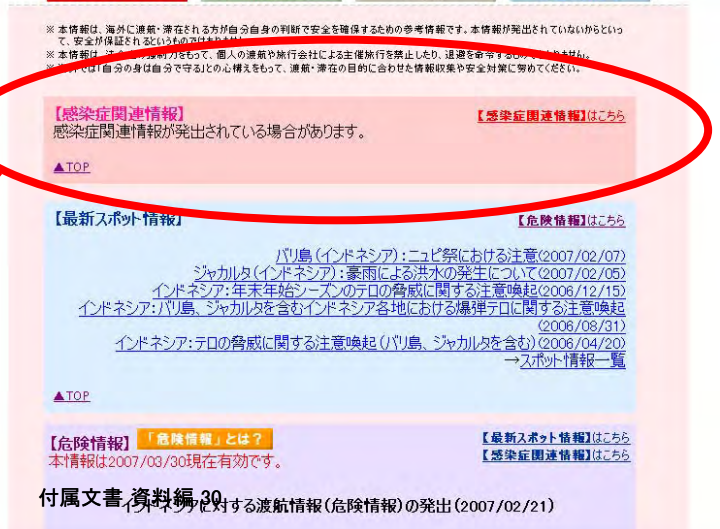 ※ 本情報は、海外に渡航・滞在される方が自分自身の判断で安全を確保するための参考情報です。本情報が発出されていないからといっ
て、安全が保証されるというものではありません。
※ 本情報は、法令上の強制力をもって、個人の渡航や旅行会社による主催旅行を禁止したり、退避を命令するものでもありません。
では「自分の身は自分で守る」との心構えをもって、渡航・滞在の目的に合わせた情報収集や安全対策に努めてください。
【感染症関連情報】 【感染症関連情報】はこちら
感染症関連情報が発出されている場合があります。
▲TOP
【最新スポット情報】 【危険情報】はこちら
バリ島(インドネシア):ニュピ祭における注意(2007/02/07)
ジャカルタ(インドネシア):豪雨による洪水の発生について(2007/02/05)
インドネシア:年末年始シーズンのテロの脅威に関する注意喚起(2006/12/15)
インドネシア:バリ島、ジャカルタを含むインドネシア各地における爆弾テロに関する注意喚起
(2006/08/31)
インドネシア:テロの脅威に関する注意喚起(バリ島、ジャカルタを含む)(2006/04/20)
→スポット情報一覧
▲TOP
【危険情報】 「危険情報」とは? 【最新スポット情報】はこちら
本情報は2007/03/30現在有効です。 【感染症関連情報】はこちら
付属文書 資料編 30
インドネシアに対する渡航情報(危険情報)の発出(2007/02/21)